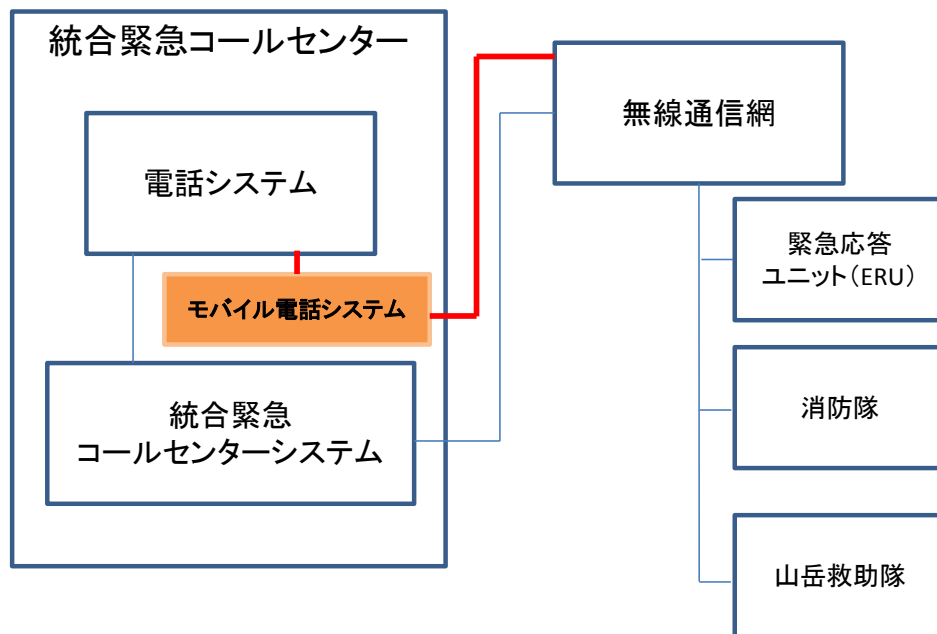 統合緊急コールセンター
無線通信網
電話システム
緊急応答
ユニット（ERU）
モバイル電話システム
消防隊
統合緊急
コールセンターシステム
山岳救助隊